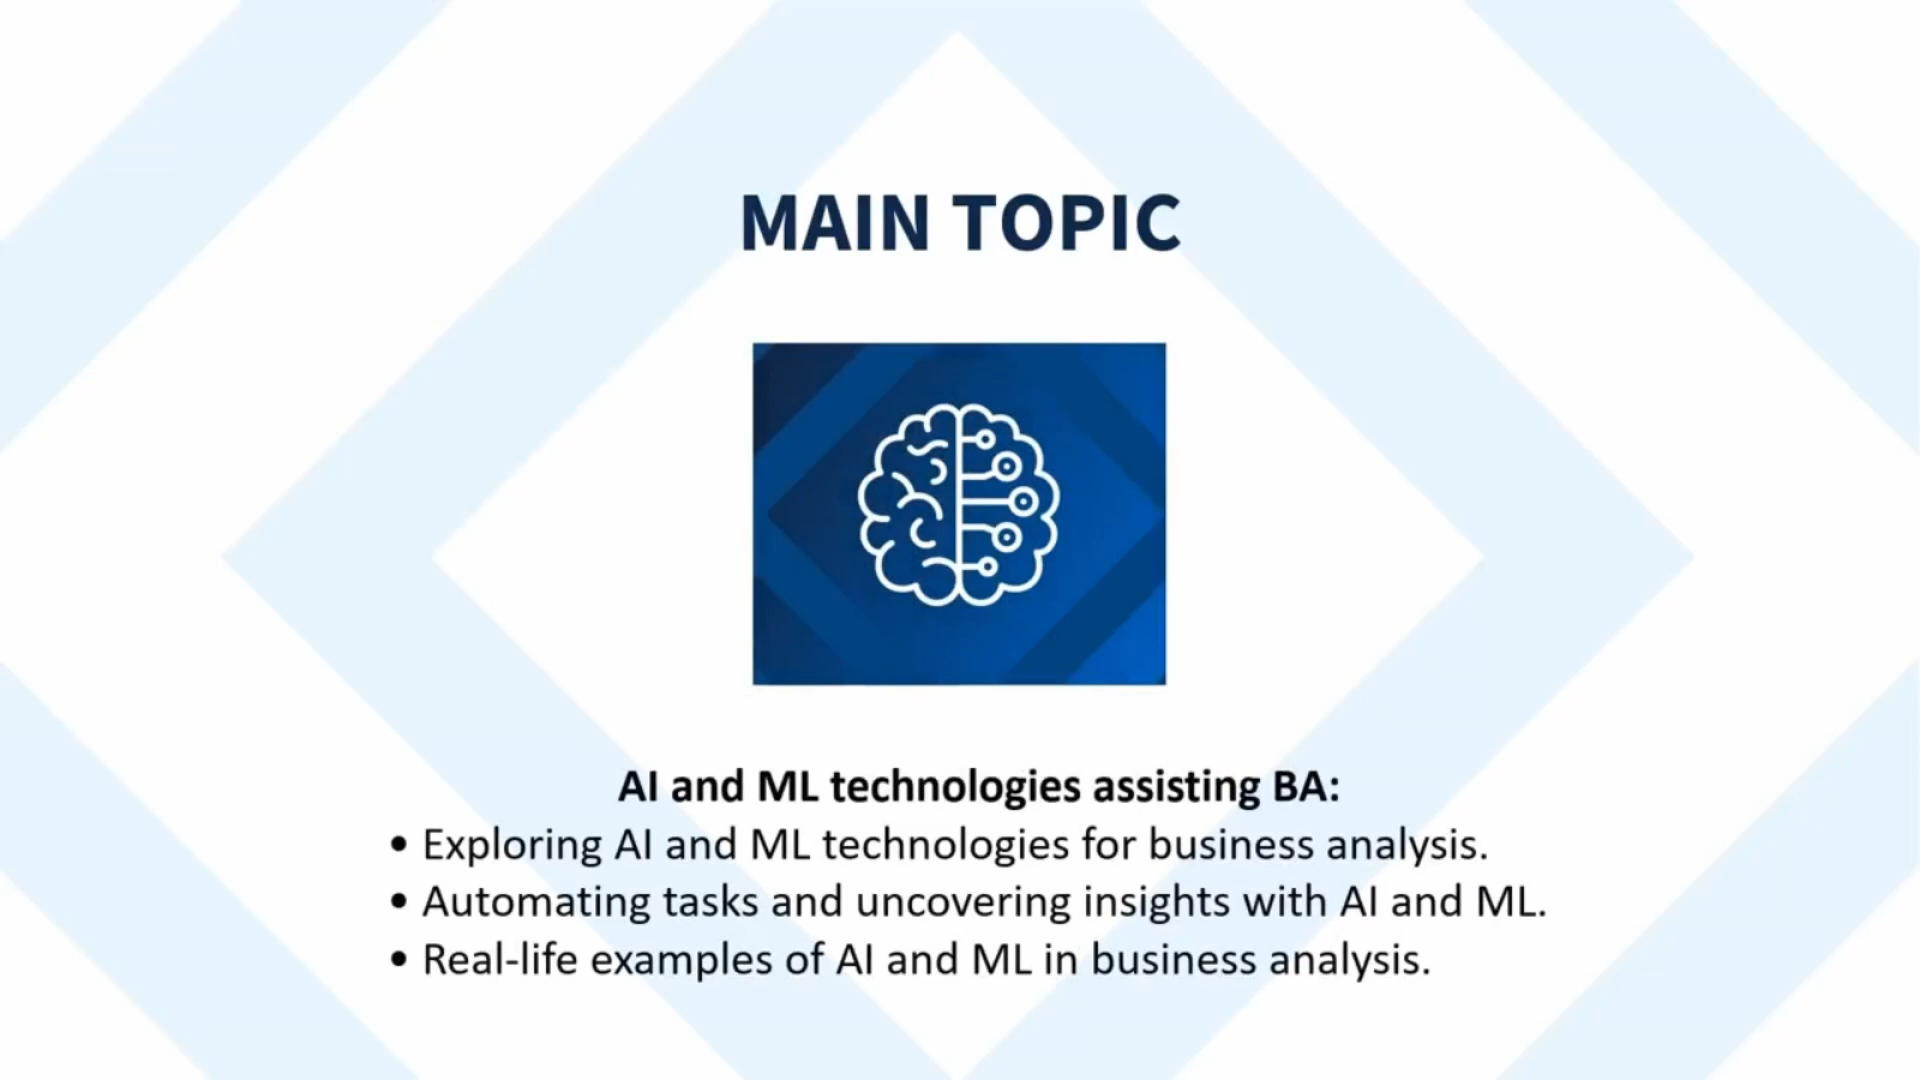 MAIN TOPIC
AI and ML technologies assisting BA:
• Exploring AI and ML technologies for business analysis.
• Automating tasks and uncovering insights with AI and ML.
• Real-life examples of AI and ML in business analysis.